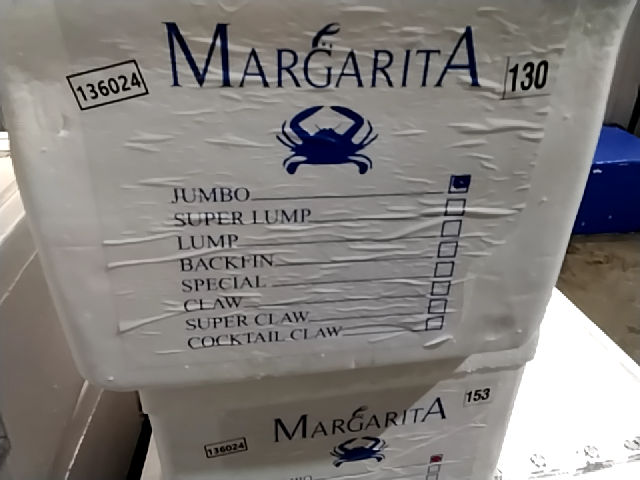 MARGARITA
136024
130
JUMBO
SUPER LUMP
LUMP
BACKFIN
SPECIAL
CLAW
SUPER CLAW
COCKTAIL CLAW
153
MARGARITA
136024